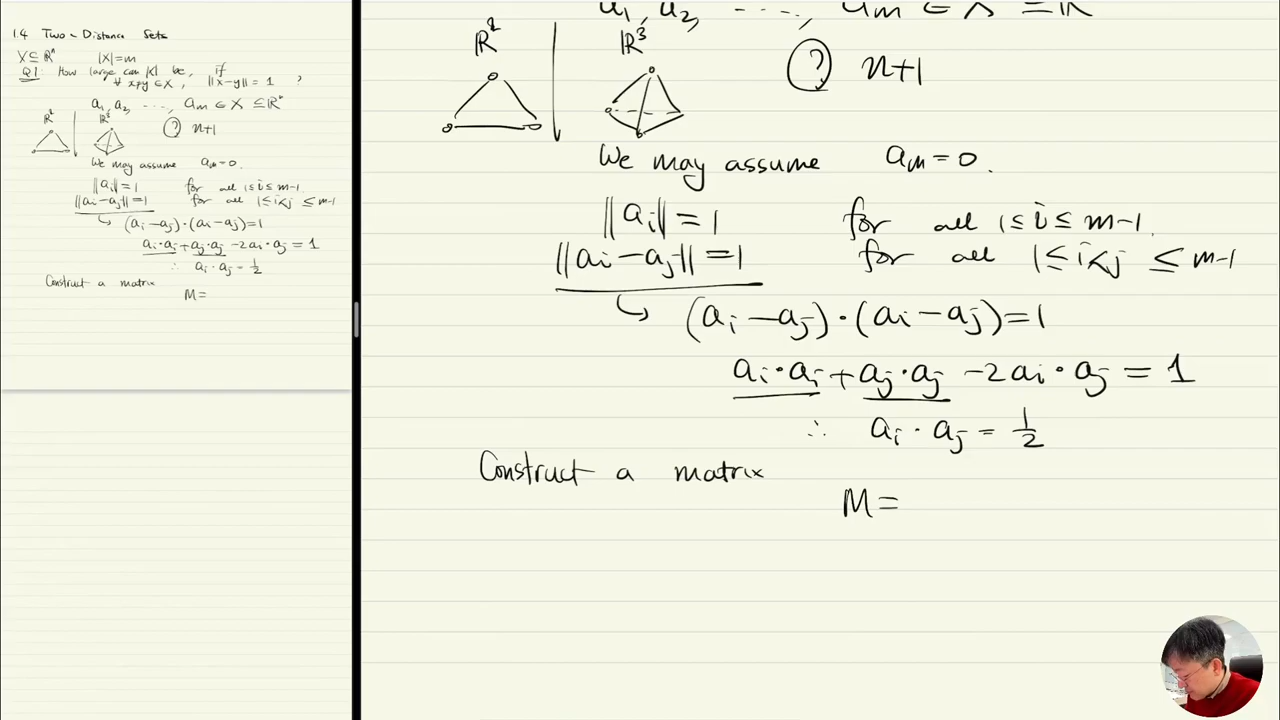 1.4 Two-Distance Sets
X⊆ℝⁿ |X|=m
Q1: How large can |X| be, if
∀ x≠y ∈ X, ||x-y|| = 1 ?
a₁, a₂, ...., aₘ ∈ X ⊆ ℝⁿ
ℝ² ℝ³
? n+1
We may assume aₘ=0.
||aᵢ||=1 for all 1≤i≤m-1.
||aᵢ-aⱼ||=1 for all 1≤i<j≤m-1
↳ (aᵢ-aⱼ)·(aᵢ-aⱼ)=1
aᵢ·aᵢ+aⱼ·aⱼ-2aᵢ·aⱼ=1
∴ aᵢ·aⱼ=1/2
Construct a matrix
M=
a₁, a₂, ...., aₘ ∈ X ⊆ ℝⁿ
ℝ² ℝ³
? n+1
We may assume aₘ=0.
||aᵢ||=1 for all 1≤i≤m-1.
||aᵢ-aⱼ||=1 for all 1≤i<j≤m-1
↳ (aᵢ-aⱼ)·(aᵢ-aⱼ)=1
aᵢ·aᵢ+aⱼ·aⱼ-2aᵢ·aⱼ=1
∴ aᵢ·aⱼ=1/2
Construct a matrix
M=